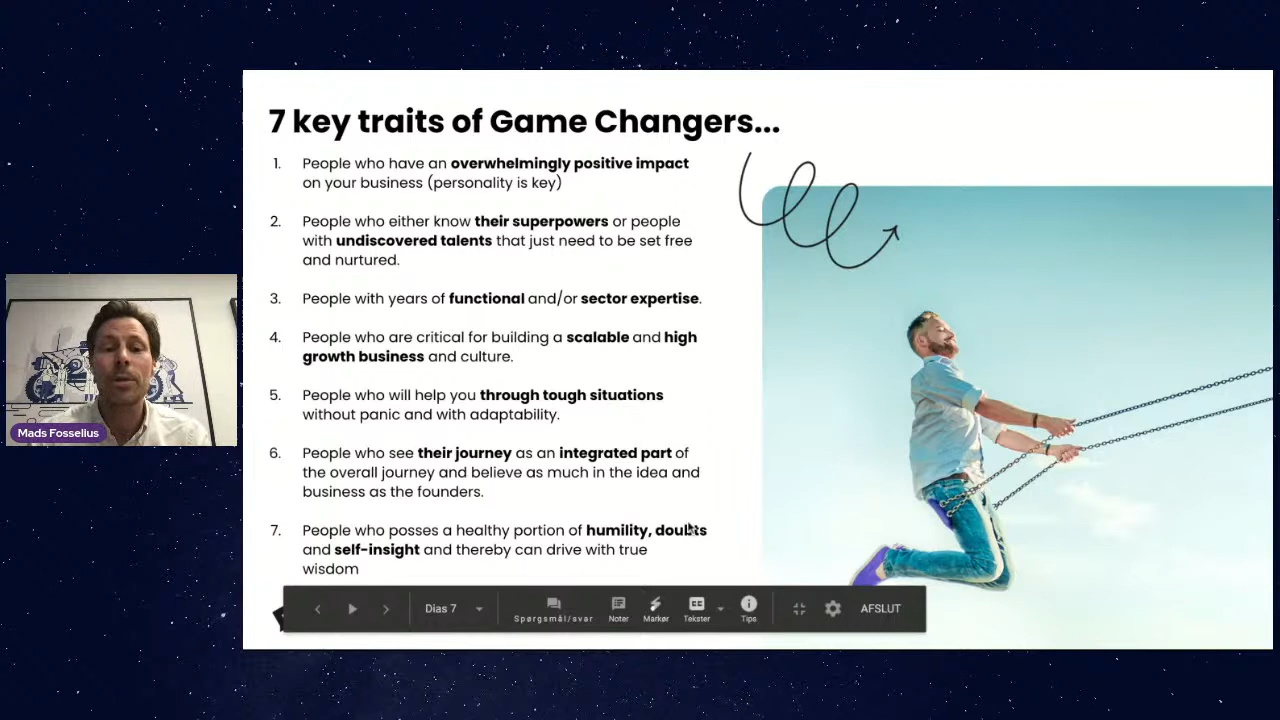 7 key traits of Game Changers...
1. People who have an overwhelmingly positive impact
on your business (personality is key)
2. People who either know their superpowers or people
with undiscovered talents that just need to be set free
and nurtured.
3. People with years of functional and/or sector expertise.
4. People who are critical for building a scalable and high
growth business and culture.
5. People who will help you through tough situations
without panic and with adaptability.
6. People who see their journey as an integrated part of
the overall journey and believe as much in the idea and
business as the founders.
7. People who posses a healthy portion of humility, doubts
and self-insight and thereby can drive with true
wisdom
Mads Fosselius
Dias 7
Spørgsmål/svar
Noter
Markør
CC
Tekster
Tips
AFSLUT